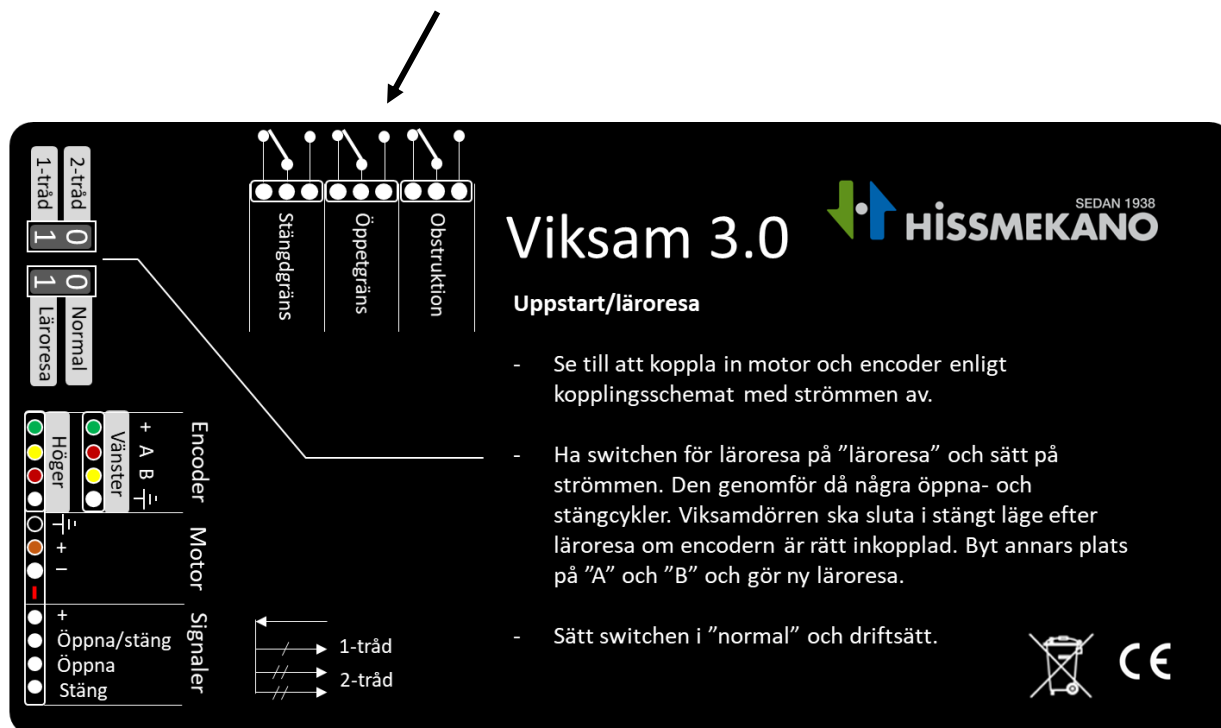 2-tråd
1-tråd
0
1
0
1
Normal
Läroresa
Stängdgräns
Öppetgräns
Obstruktion
Viksam 3.0
SEDAN 1938
HISSMEKANO
Uppstart/läroresa
- Se till att koppla in motor och encoder enligt
kopplingsschemat med strömmen av.
- Ha switchen för läroresa på ”läroresa” och sätt på
strömmen. Den genomför då några öppna- och
stängcykler. Viksamdörren ska sluta i stängt läge efter
läroresa om encodern är rätt inkopplad. Byt annars plats
på ”A” och ”B” och gör ny läroresa.
- Sätt switchen i ”normal” och driftsätt.
Encoder
+ A B
Vänster
Höger
Motor
+
–
Signaler
+
Öppna/stäng
Öppna
Stäng
1-tråd
2-tråd
CE